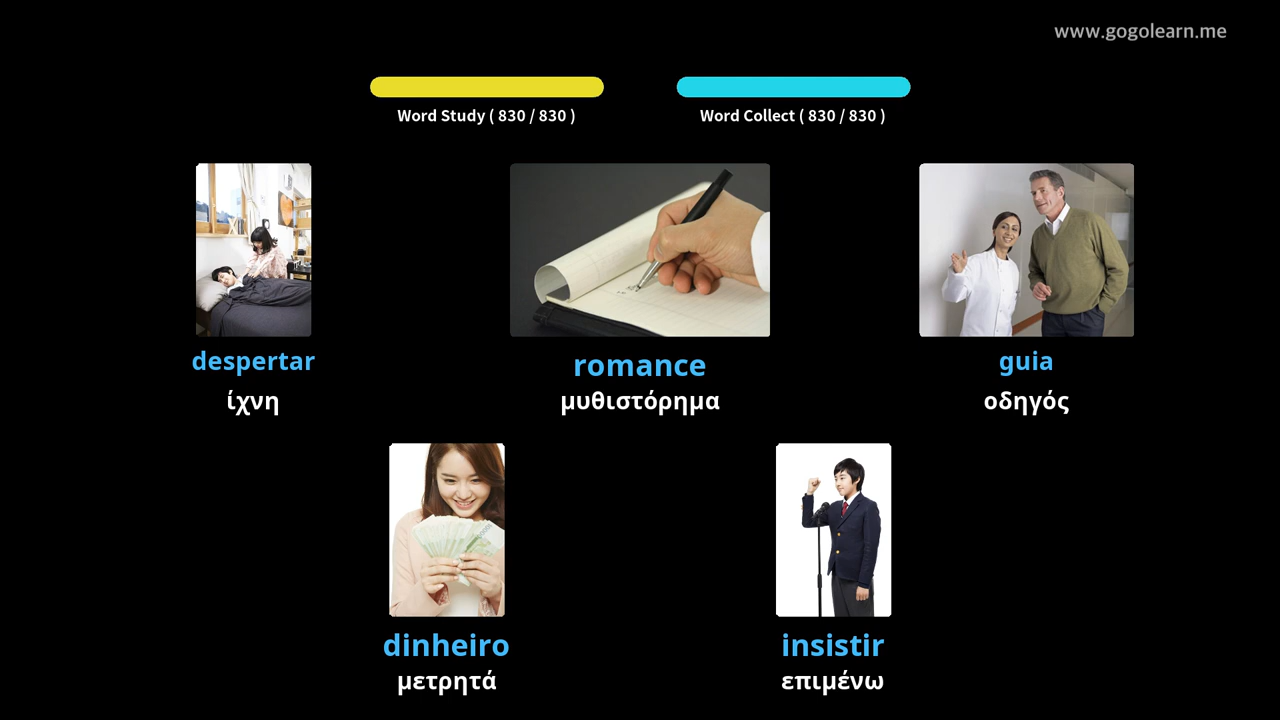 www.gogolearn.me
Word Study ( 830 / 830 )
Word Collect ( 830 / 830 )
despertar
ίχνη
romance
μυθιστόρημα
guia
οδηγός
dinheiro
μετρητά
insistir
επιμένω